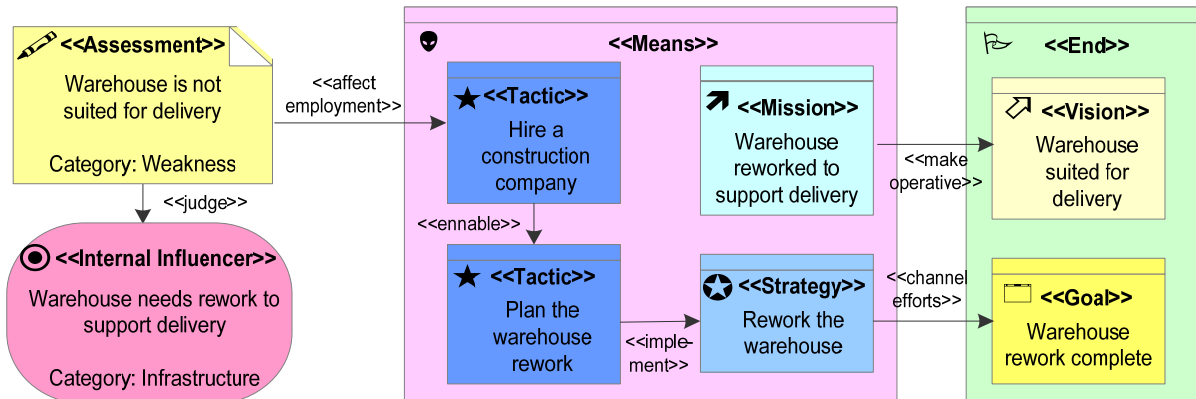 <<Assessment>>
Warehouse is not
suited for delivery
Category: Weakness
<<judge>>
<<Internal Influencer>>
Warehouse needs rework to
support delivery
Category: Infrastructure
<<affect
employment>>
<<Means>>
<<Tactic>>
Hire a
construction
company
<<ennable>>
<<Tactic>>
Plan the
warehouse
rework
<<imple-
ment>>
<<Mission>>
Warehouse
reworked to
support delivery
<<Strategy>>
Rework the
warehouse
<<make
operative>>
<<channel
efforts>>
<<End>>
<<Vision>>
Warehouse
suited for
delivery
<<Goal>>
Warehouse
rework complete